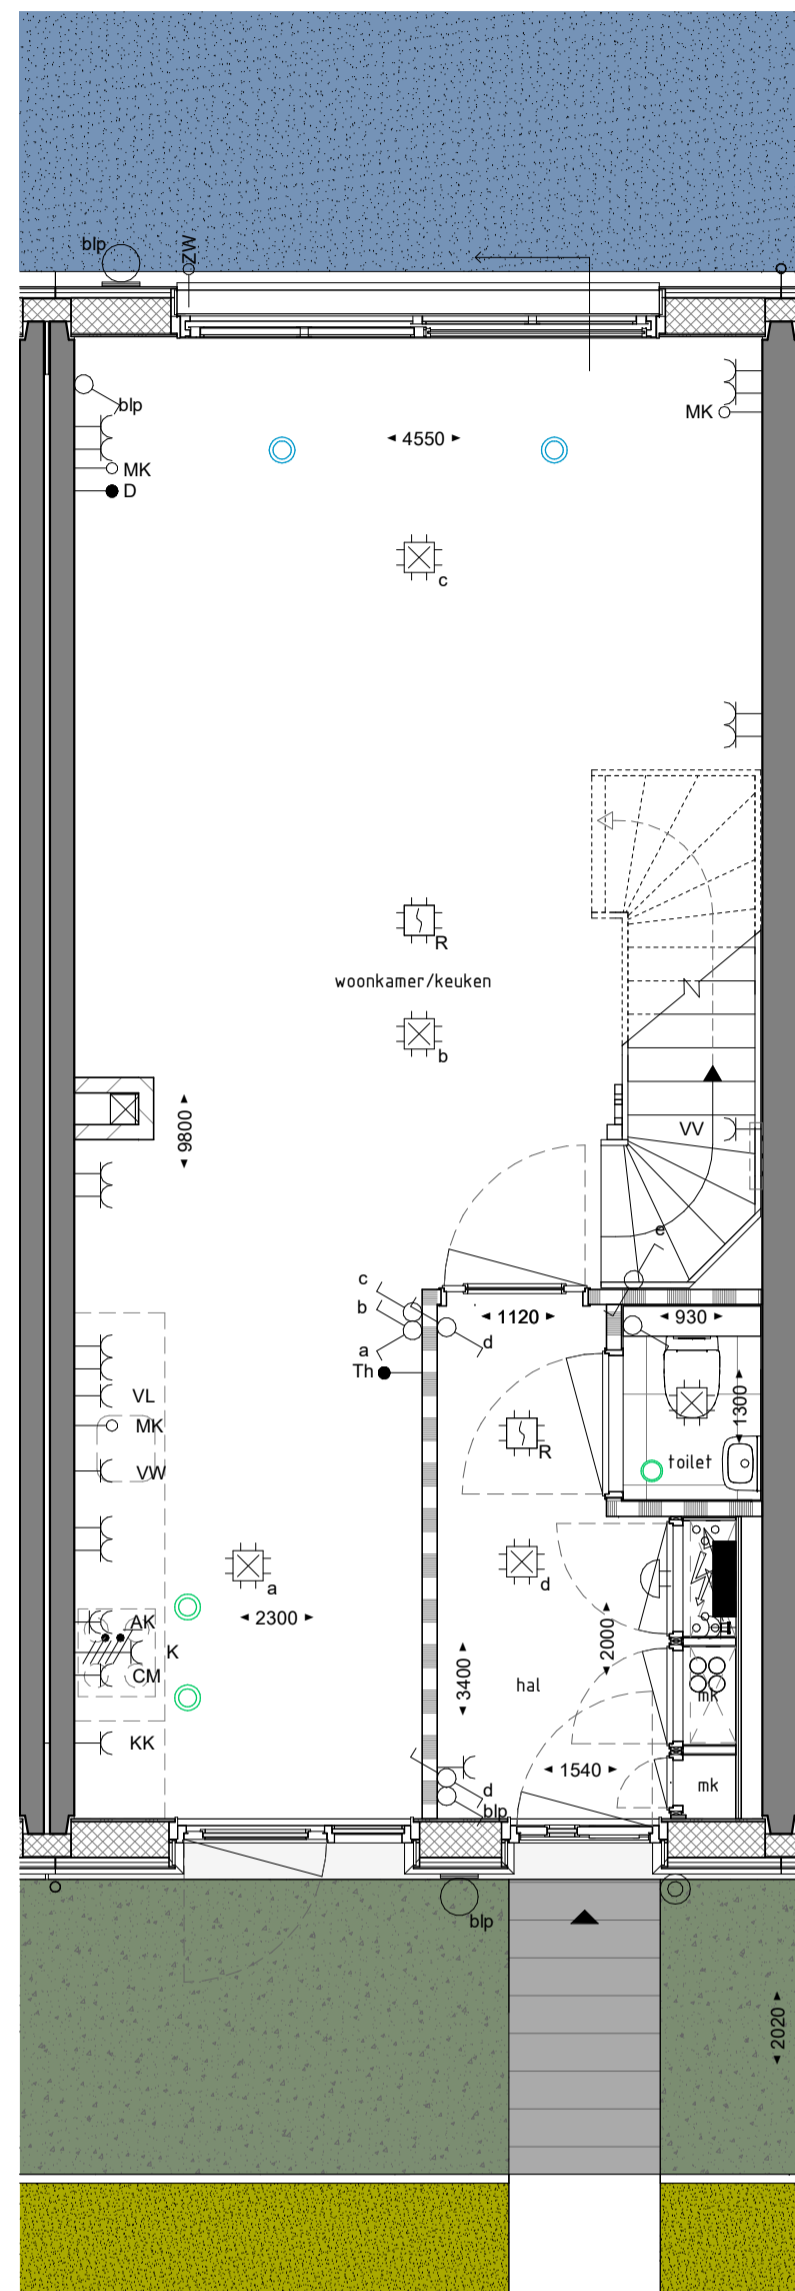 blp
ZW
blp
MK
4550
MK
D
c
R
woonkamer/keuken
b
9800
VV
e
c
b
a
1120
d
930
Th
1300
VL
MK
VW
R
toilet
a
d
2300
2000
AK
K
CM
3400
hal
mk
KK
1540
mk
d
blp
blp
2020